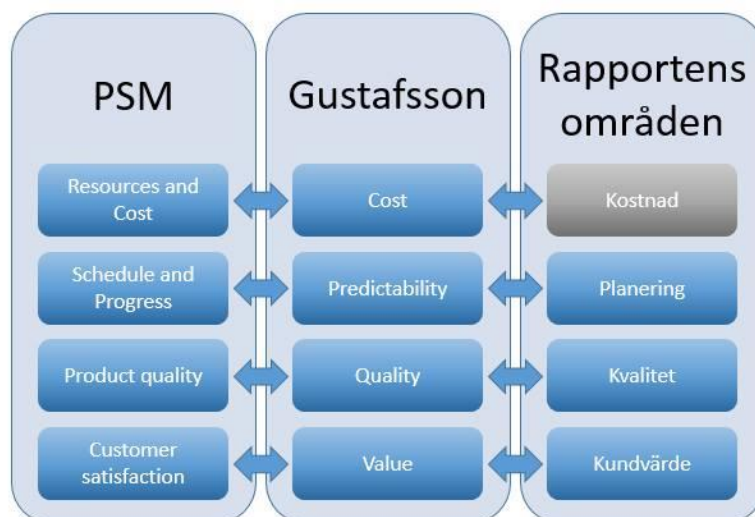 PSM
Resources and
Cost
Schedule and
Progress
Product quality
Customer
satisfaction
Gustafsson
Cost
Predictability
Quality
Value
Rapportens
områden
Kostnad
Planering
Kvalitet
Kundvärde